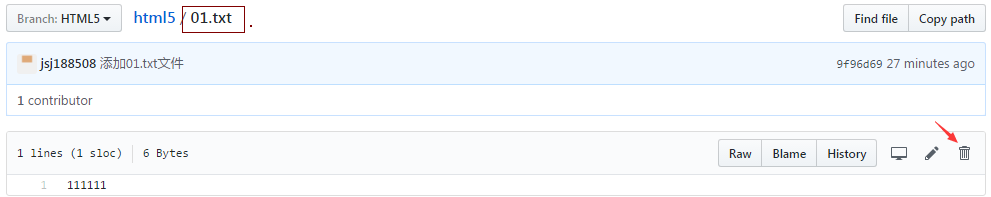 Branch: HTML5 html5 / 01.txt . Find file Copy path
jsj188508 添加01.txt文件 9f96d69 27 minutes ago
1 contributor
1 lines (1 sloc) 6 Bytes Raw Blame History
1 111111